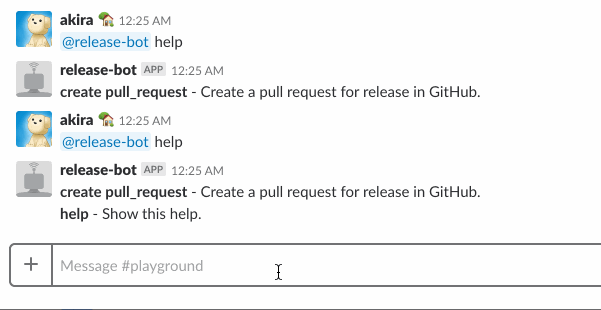 akira 12:25 AM
@release-bot help
release-bot APP 12:25 AM
create pull_request - Create a pull request for release in GitHub.
akira 12:25 AM
@release-bot help
release-bot APP 12:25 AM
create pull_request - Create a pull request for release in GitHub.
help - Show this help.
+ Message #playground